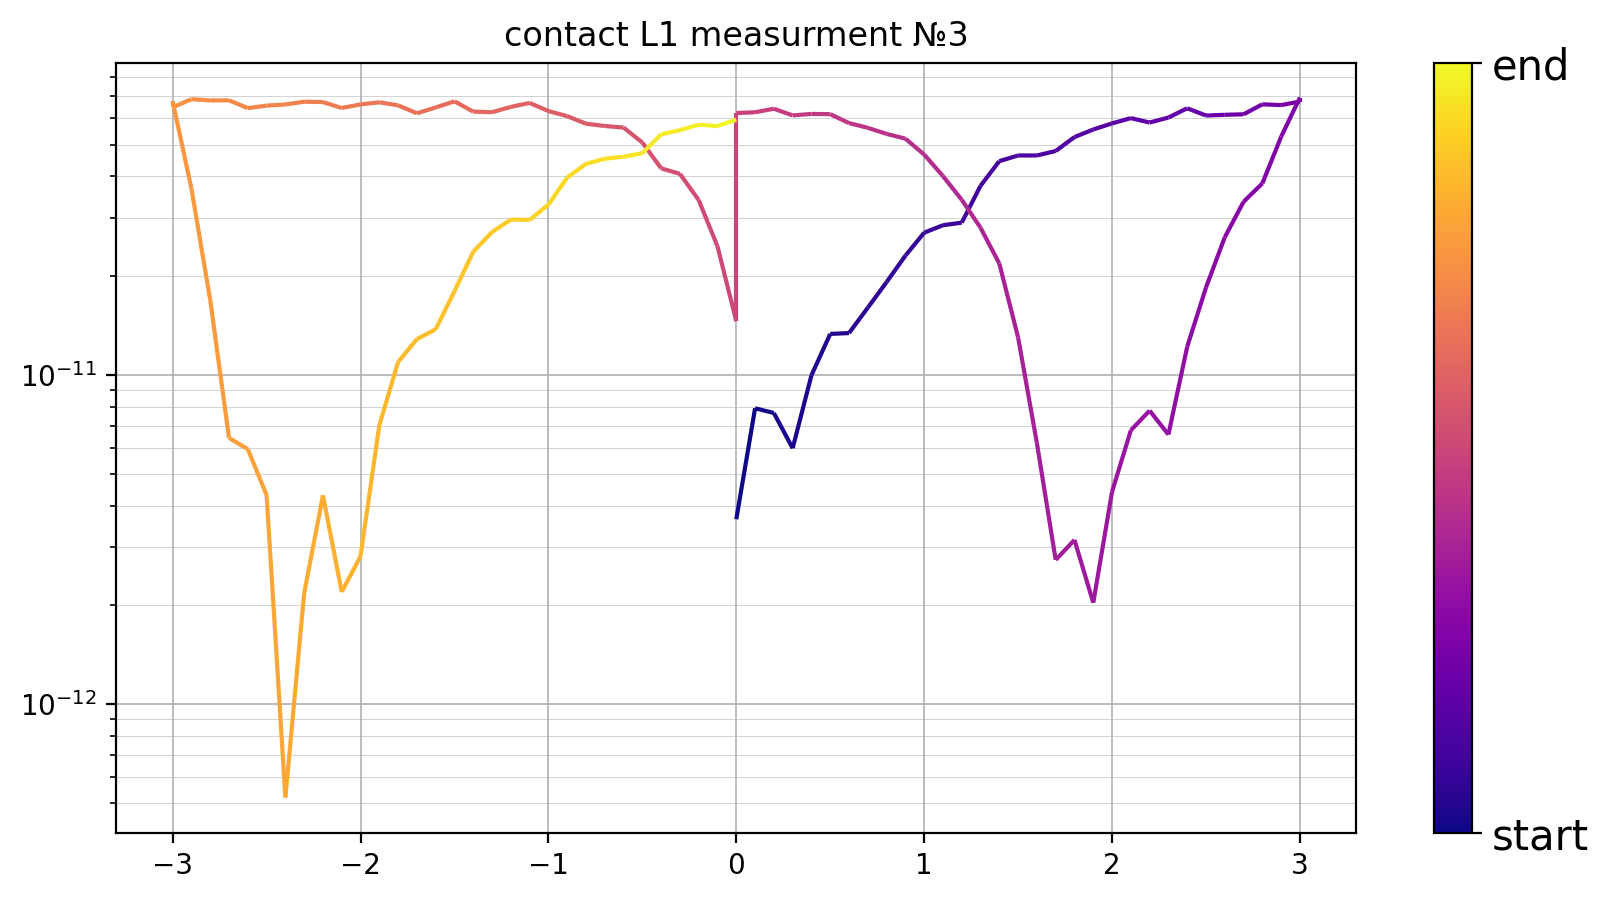 contact L1 measurment №3
end
10⁻¹¹
10⁻¹²
start
−3 −2 −1 0 1 2 3